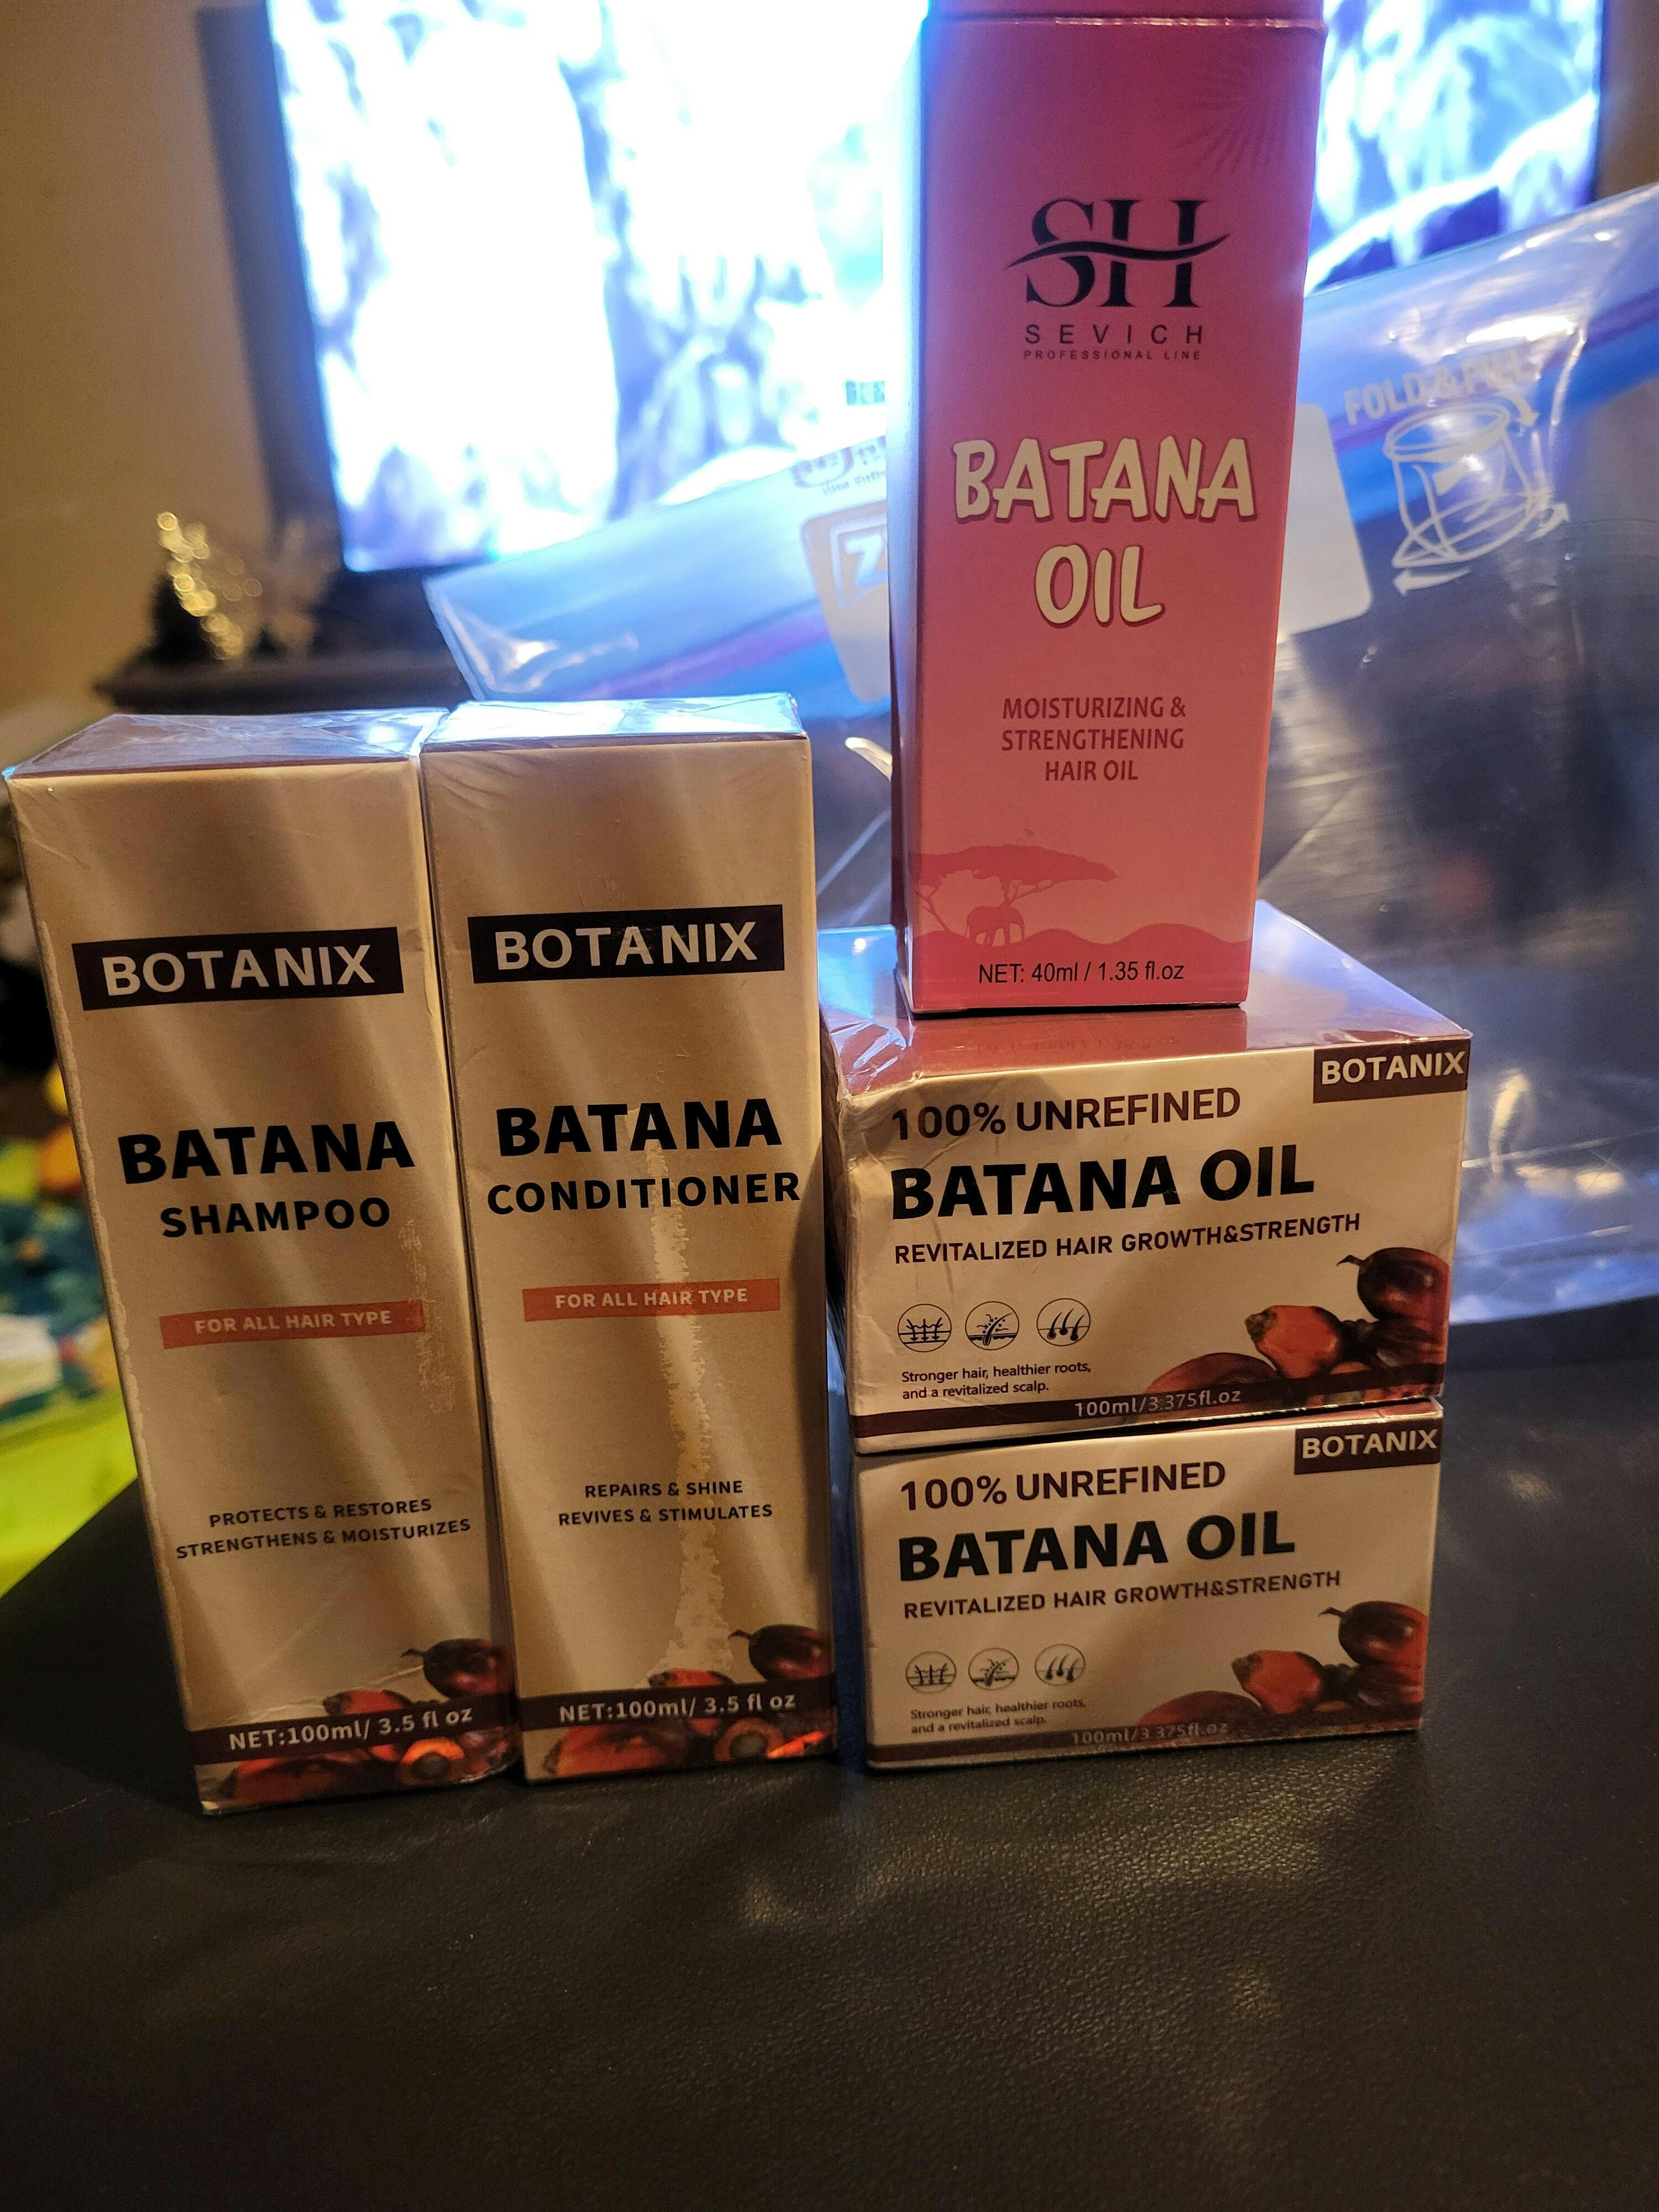 SH
SEVICH
PROFESSIONAL LINE
BATANA
OIL
MOISTURIZING &
STRENGTHENING
HAIR OIL
NET: 40ml / 1.35 fl.oz
FOLD &
BOTANIX
BATANA
SHAMPOO
FOR ALL HAIR TYPE
PROTECTS & RESTORES
STRENGTHENS & MOISTURIZES
NET:100ml/ 3.5 fl oz
BOTANIX
BATANA
CONDITIONER
FOR ALL HAIR TYPE
REPAIRS & SHINE
REVIVES & STIMULATES
NET:100ml/ 3.5 fl oz
BOTANIX
100% UNREFINED
BATANA OIL
REVITALIZED HAIR GROWTH&STRENGTH
Stronger hair, healthier roots,
and a revitalized scalp.
100ml/3.375fl.oz
BOTANIX
100% UNREFINED
BATANA OIL
REVITALIZED HAIR GROWTH&STRENGTH
Stronger hair, healthier roots,
and a revitalized scalp.
100ml/3.375fl.oz